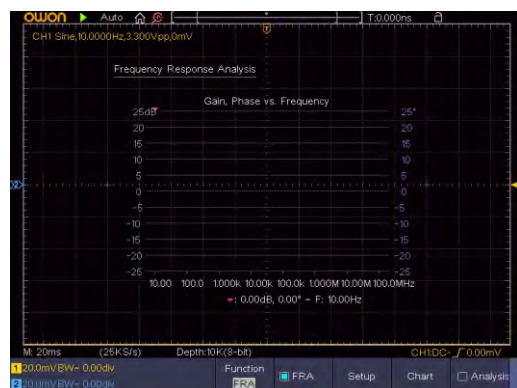 OWON Auto T:0.000ns
CH1 Sine,10.0000Hz,3.300Vpp,0mV
Frequency Response Analysis
Gain, Phase vs. Frequency
25dB 25°
20 20
15 15
10 10
5 5
0 0
-5 -5
-10 -10
-15 -15
-20 -20
-25 -25
10.00 100.0 1.000k 10.00k 100.0k 1.000M 10.00M 100.0MHz
: 0.00dB, 0.00° - F: 10.00Hz
M: 20ms (25KS/s) Depth:10K(8-bit) CH1:DC- 0.00mV
1 20.0mV BW~ 0.00div
2 20.0mV BW~ 0.00div
Function
FRA
FRA
Setup
Chart
Analysis